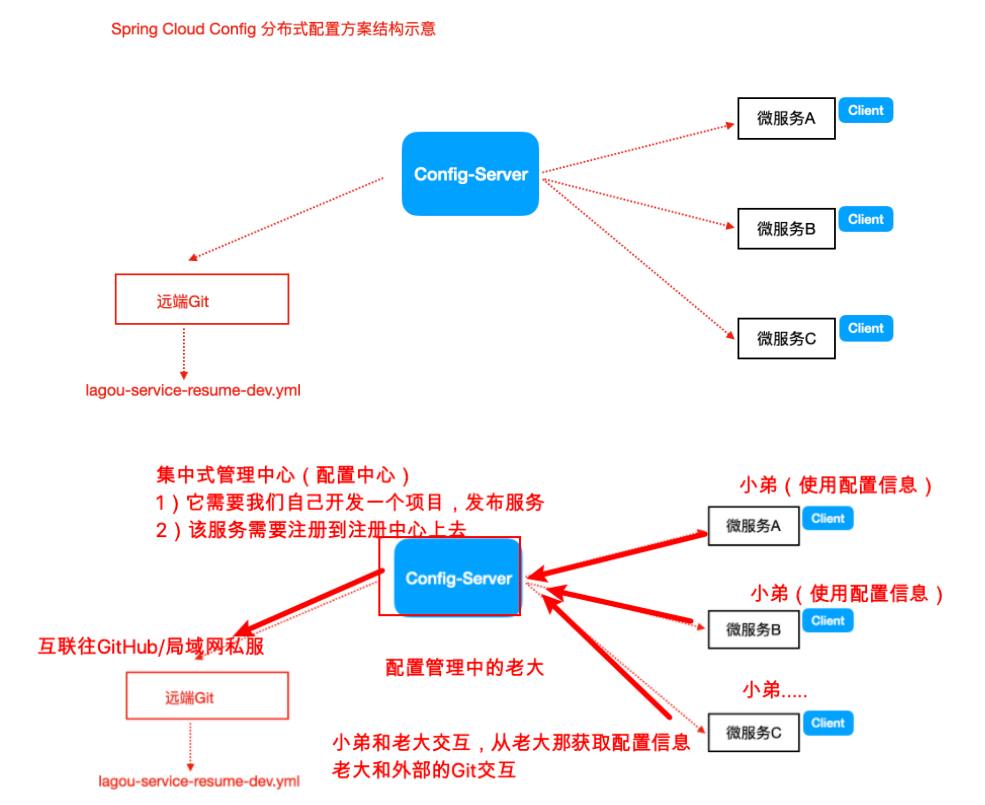 Spring Cloud Config 分布式配置方案结构示意
微服务A
Client
Config-Server
微服务B
Client
远端Git
微服务C
Client
lagou-service-resume-dev.yml
集中式管理中心（配置中心）
1）它需要我们自己开发一个项目，发布服务
2）该服务需要注册到注册中心上去
小弟（使用配置信息）
微服务A
Client
Config-Server
小弟（使用配置信息）
微服务B
Client
互联往GitHub/局域网私服
配置管理中的老大
远端Git
小弟.....
微服务C
Client
小弟和老大交互，从老大那获取配置信息
老大和外部的Git交互
lagou-service-resume-dev.yml